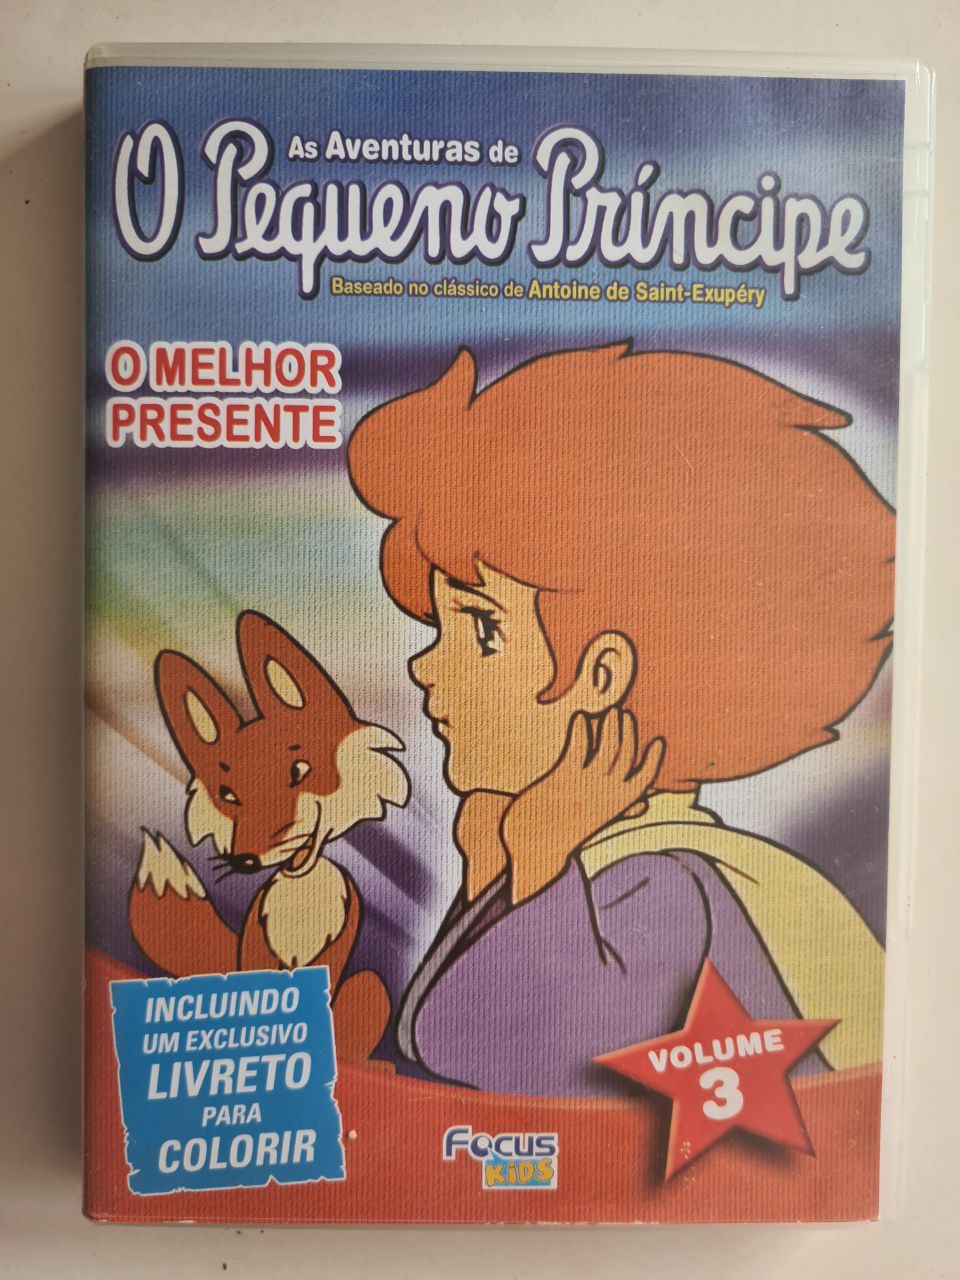 As Aventuras de
O Pequeno Príncipe
Baseado no clássico de Antoine de Saint-Exupéry
O MELHOR
PRESENTE
INCLUINDO
UM EXCLUSIVO
LIVRETO
PARA
COLORIR
VOLUME
3
Focus
KiDS